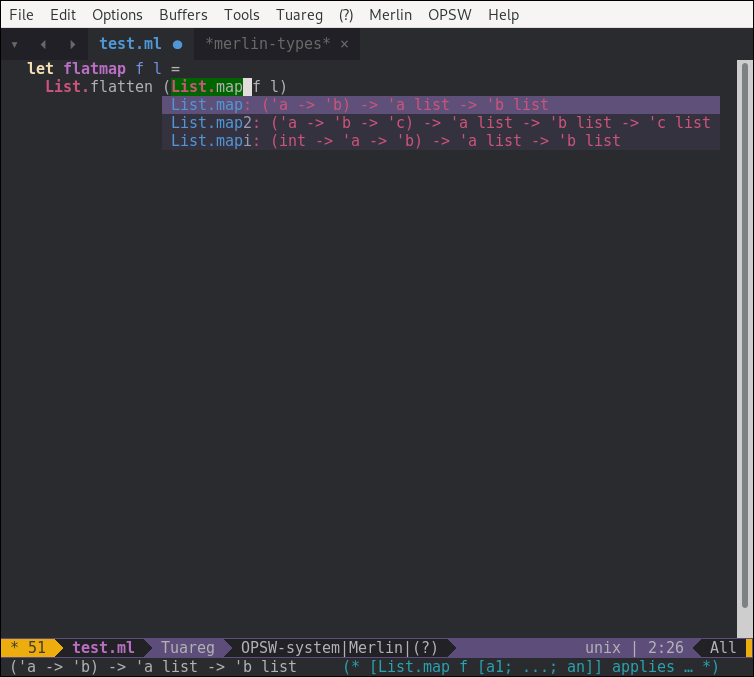 File Edit Options Buffers Tools Tuareg (?) Merlin OPSW Help
test.ml ● *merlin-types* ×
let flatmap f l =
List.flatten (List.map f l)
List.map: ('a -> 'b) -> 'a list -> 'b list
List.map2: ('a -> 'b -> 'c) -> 'a list -> 'b list -> 'c list
List.mapi: (int -> 'a -> 'b) -> 'a list -> 'b list
* 51 test.ml Tuareg OPSW-system|Merlin|(?) unix | 2:26 All
('a -> 'b) -> 'a list -> 'b list (* [List.map f [a1; ...; an]] applies … *)